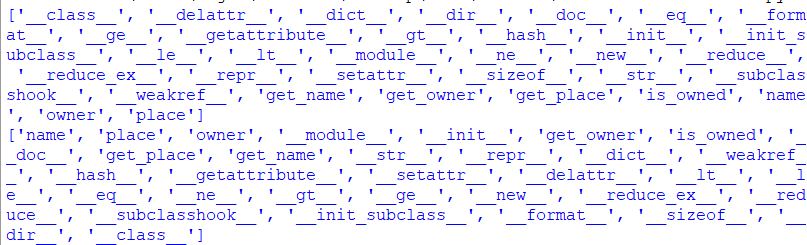 ['__class__', '__delattr__', '__dict__', '__dir__', '__doc__', '__eq__', '__form
at__', '__ge__', '__getattribute__', '__gt__', '__hash__', '__init__', '__init_s
ubclass__', '__le__', '__lt__', '__module__', '__ne__', '__new__', '__reduce__',
'__reduce_ex__', '__repr__', '__setattr__', '__sizeof__', '__str__', '__subclas
shook__', '__weakref__', 'get_name', 'get_owner', 'get_place', 'is_owned', 'name
', 'owner', 'place']
['name', 'place', 'owner', '__module__', '__init__', 'get_owner', 'is_owned', '_
_doc__', 'get_place', 'get_name', '__str__', '__repr__', '__dict__', '__weakref_
_', '__hash__', '__getattribute__', '__setattr__', '__delattr__', '__lt__', '__l
e__', '__eq__', '__ne__', '__gt__', '__ge__', '__new__', '__reduce_ex__', '__red
uce__', '__subclasshook__', '__init_subclass__', '__format__', '__sizeof__', '__
dir__', '__class__']